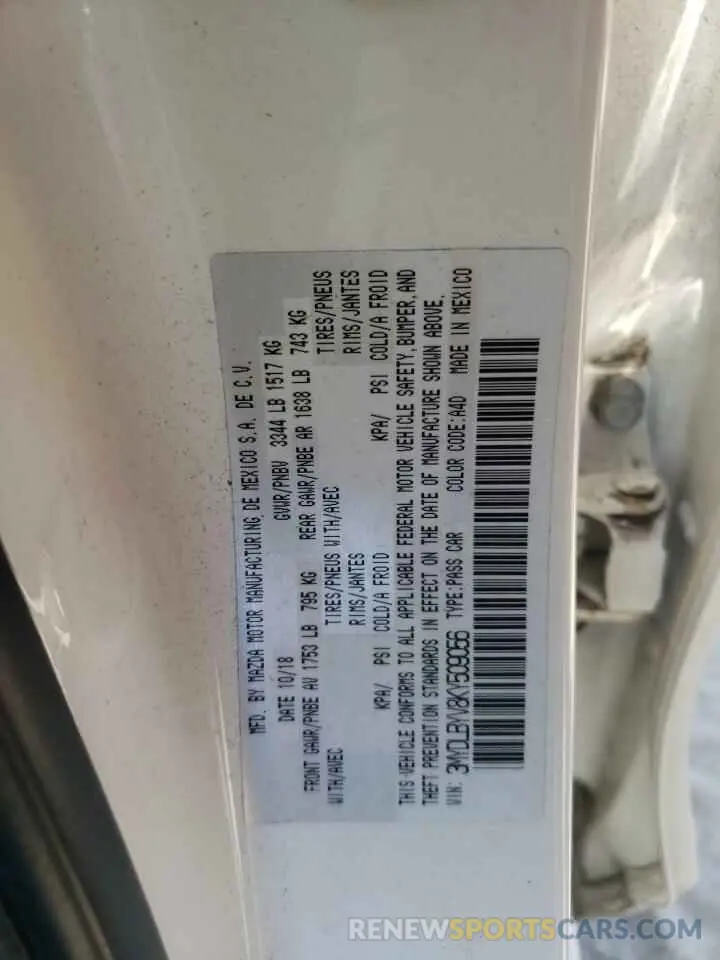 MFD. BY MAZDA MOTOR MANUFACTURING DE MEXICO S.A. DE C.V.
DATE 10/18 GVWR/PNBV 3344 LB 1517 KG
FRONT GAWR/PNBE AV 1753 LB 795 KG REAR GAWR/PNBE AR 1638 LB 743 KG
WITH/AVEC TIRES/PNEUS WITH/AVEC TIRES/PNEUS
RIMS/JANTES RIMS/JANTES
KPA/ PSI COLD/A FROID KPA/ PSI COLD/A FROID
THIS VEHICLE CONFORMS TO ALL APPLICABLE FEDERAL MOTOR VEHICLE SAFETY, BUMPER, AND
THEFT PREVENTION STANDARDS IN EFFECT ON THE DATE OF MANUFACTURE SHOWN ABOVE.
VIN: 3MYDLBYV8KY509066 TYPE:PASS CAR COLOR CODE:A4D MADE IN MEXICO
RENEWSPORTSCARS.COM